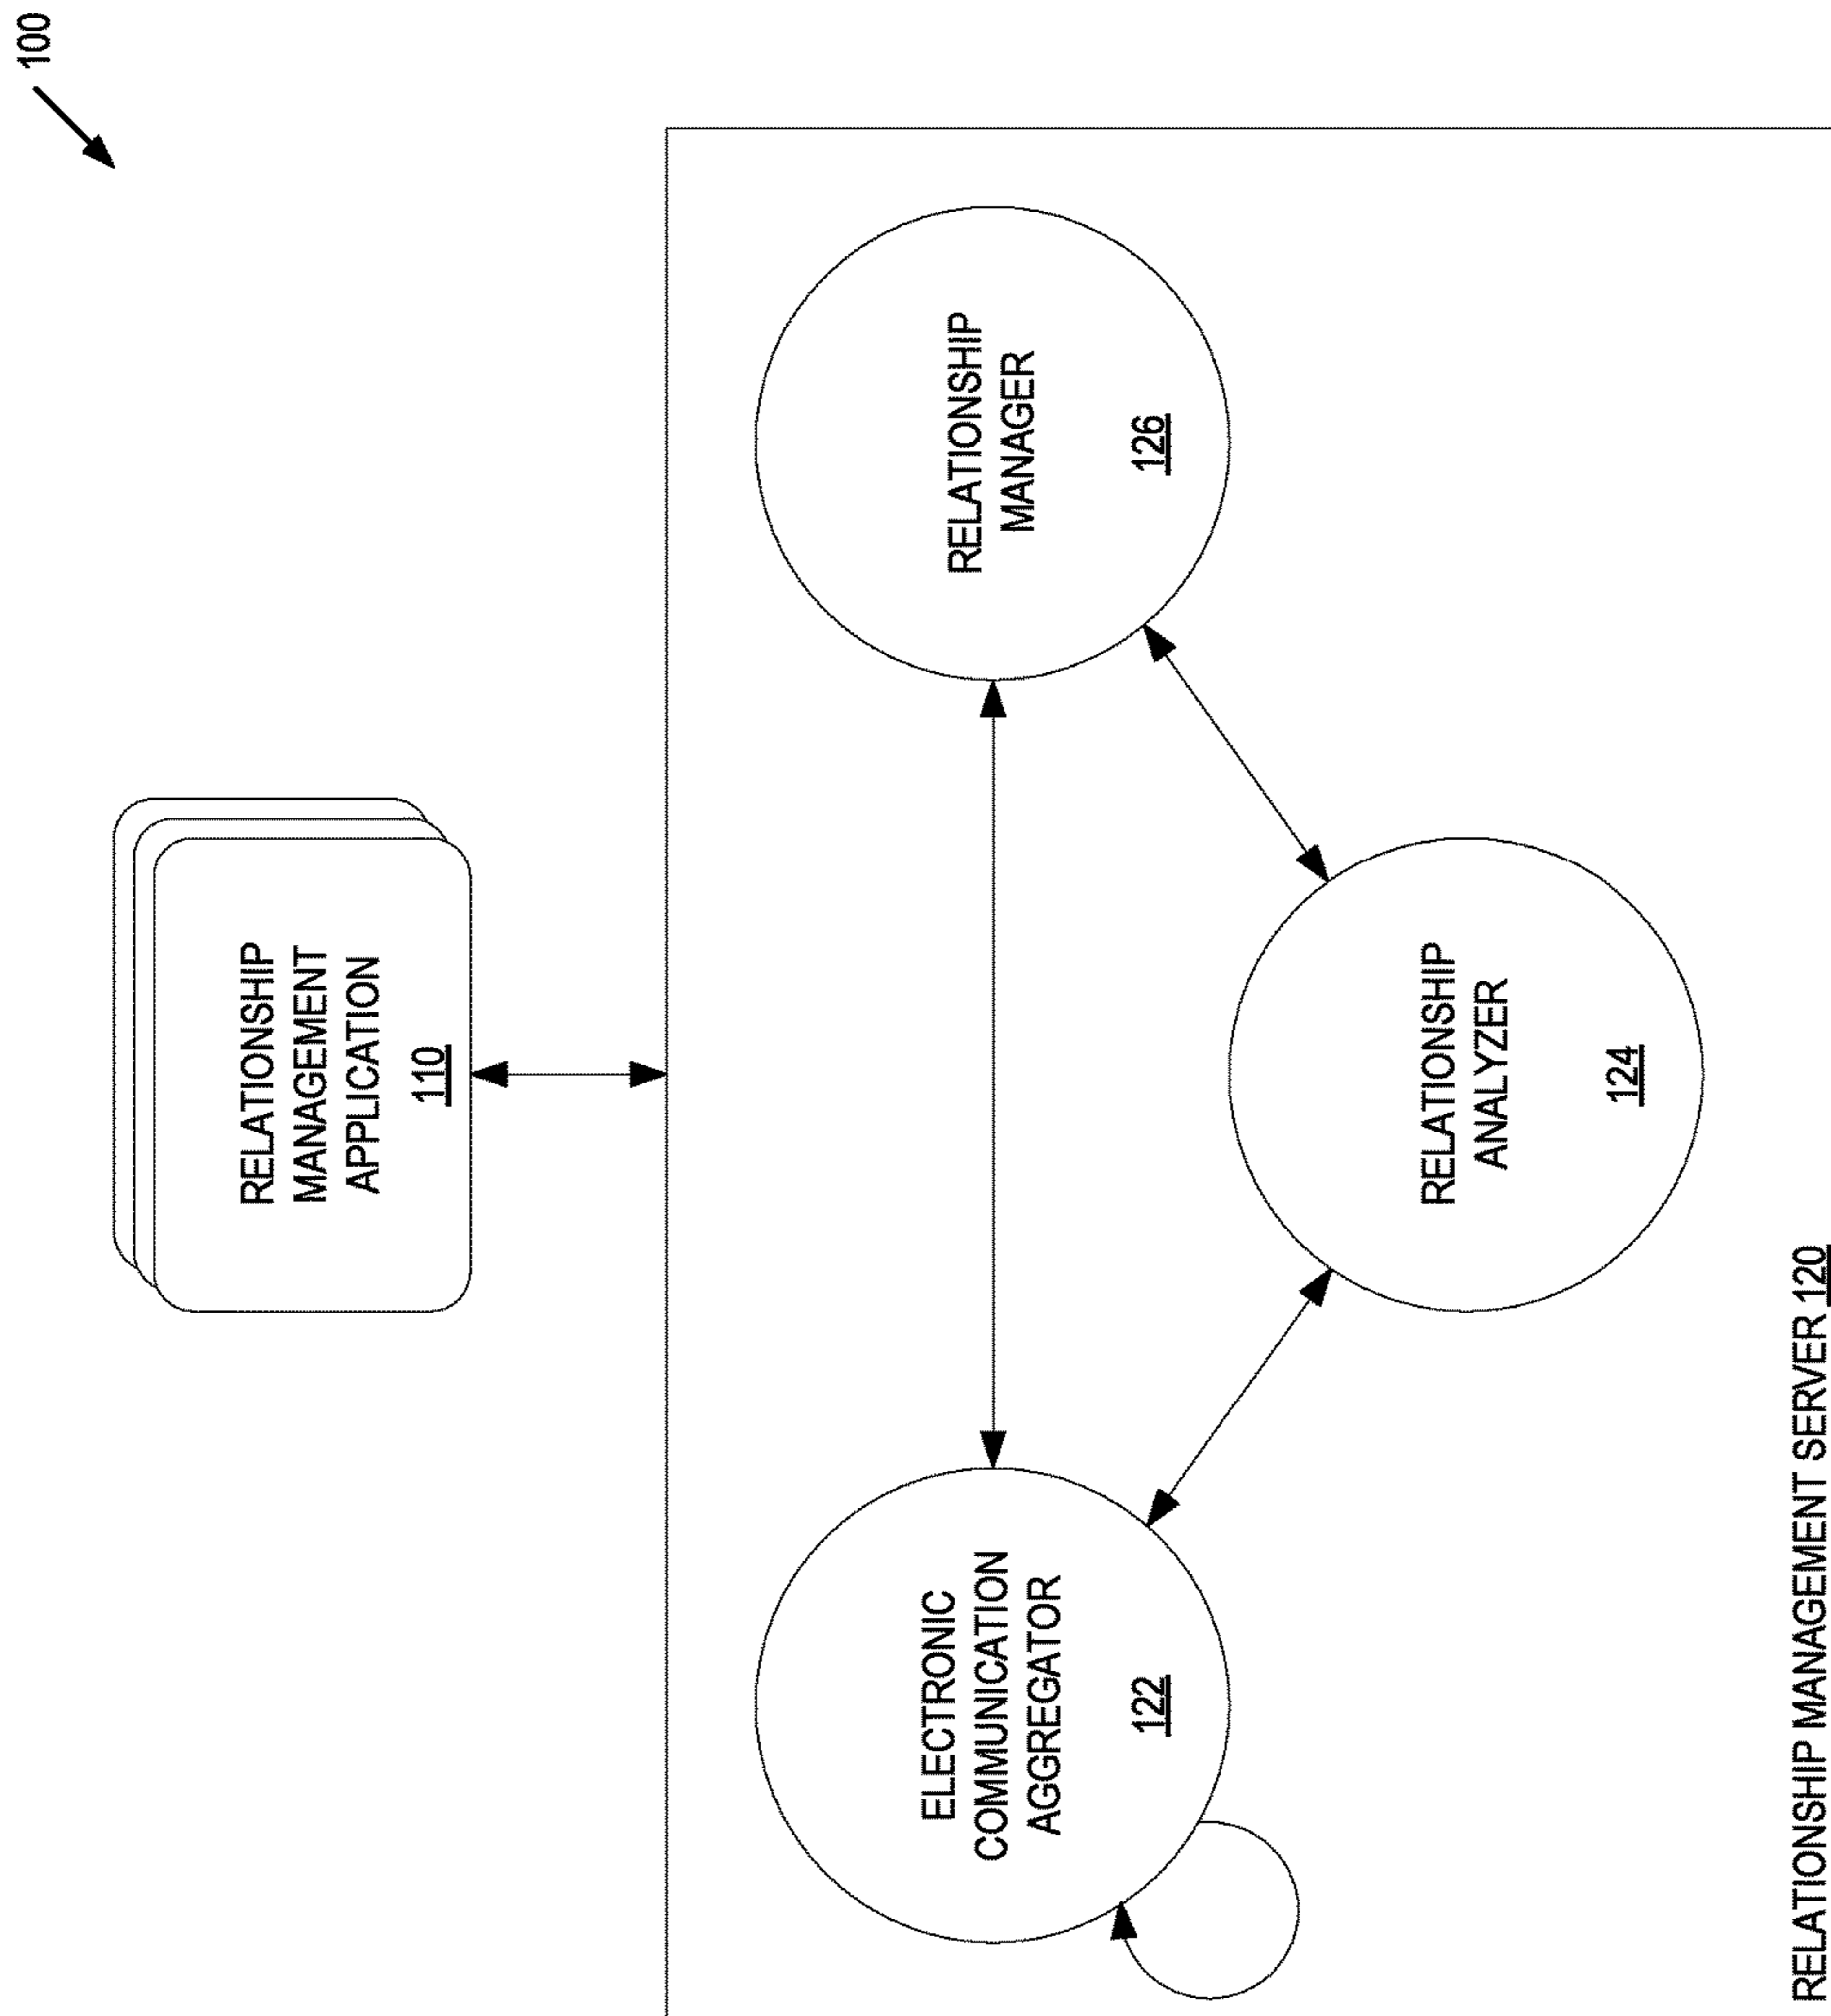 100
RELATIONSHIP
MANAGEMENT
APPLICATION
110
ELECTRONIC
COMMUNICATION
AGGREGATOR
122
RELATIONSHIP
MANAGER
126
RELATIONSHIP
ANALYZER
124
RELATIONSHIP MANAGEMENT SERVER 120